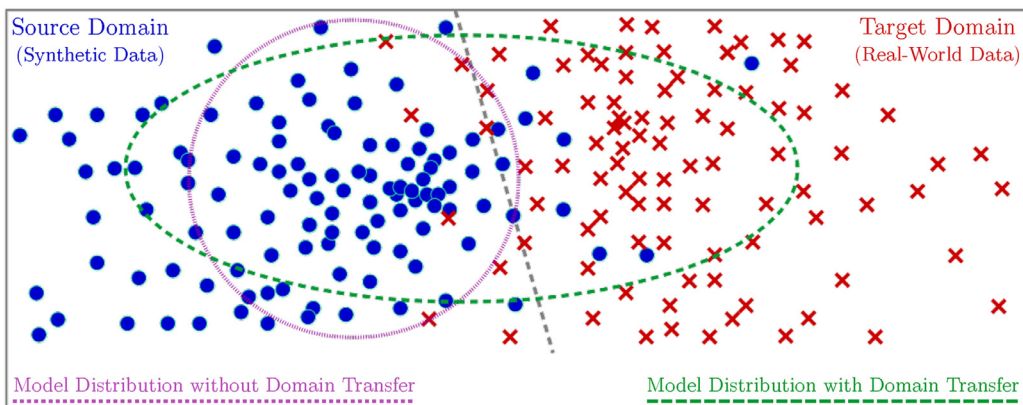 Source Domain
(Synthetic Data)
Target Domain
(Real-World Data)
Model Distribution without Domain Transfer
Model Distribution with Domain Transfer